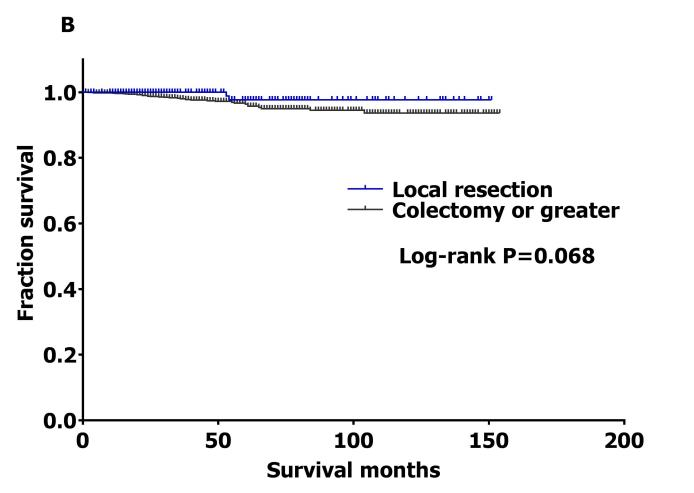 B
Fraction survival
1.0
0.8
0.6
0.4
0.2
0.0
Local resection
Colectomy or greater
Log-rank P=0.068
0 50 100 150 200
Survival months